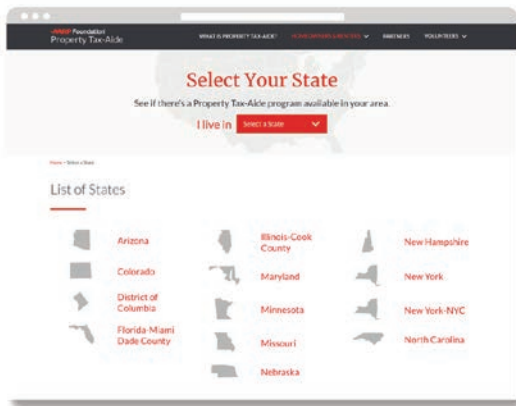 AARP Foundation
Property Tax-Aide
WHAT IS PROPERTY TAX-AIDE?
PARTNERS
VOLUNTEERS
Select Your State
See if there's a Property Tax-Aide program available in your area.
I live in
Select a State
Home > Select a State
List of States
Arizona
Colorado
District of
Columbia
Florida-Miami
Dade County
Illinois-Cook
County
Maryland
Minnesota
Missouri
Nebraska
New Hampshire
New York
New York-NYC
North Carolina